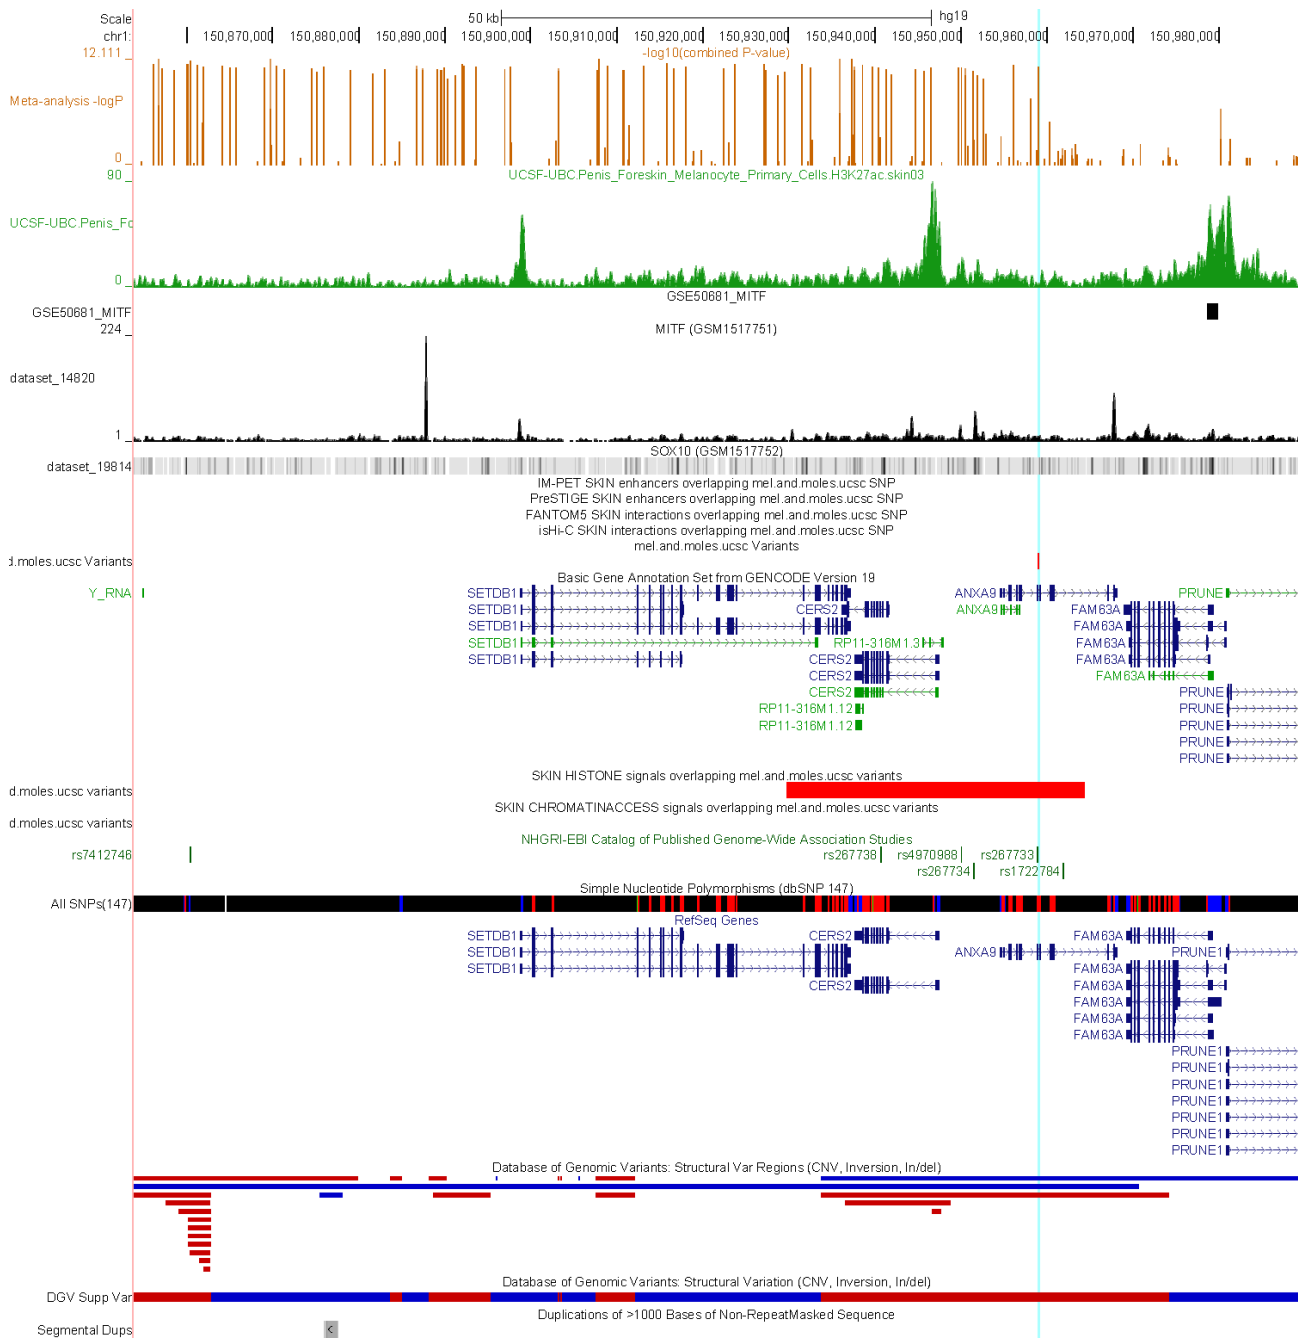 Scale 50 kb hg19
chr1: 150,870,000 150,880,000 150,890,000 150,900,000 150,910,000 150,920,000 150,930,000 150,940,000 150,950,000 150,960,000 150,970,000 150,980,000
12.111 _ -log10(combined P-value)
Meta-analysis -logP
0 _
UCSF-UBC.Penis_Foreskin_Melanocyte_Primary_Cells.H3K27ac.skin03
90 _
UCSF-UBC.Penis_Fc
0 _
GSE50681_MITF
GSE50681_MITF
224 _ MITF (GSM1517751)
dataset_14820
1 _
SOX10 (GSM1517752)
dataset_19814
IM-PET SKIN enhancers overlapping mel.and.moles.ucsc SNP
PreSTIGE SKIN enhancers overlapping mel.and.moles.ucsc SNP
FANTOM5 SKIN interactions overlapping mel.and.moles.ucsc SNP
isHi-C SKIN interactions overlapping mel.and.moles.ucsc SNP
mel.and.moles.ucsc Variants
d.moles.ucsc Variants
Basic Gene Annotation Set from GENCODE Version 19
Y_RNA SETDB1 ANXA9 PRUNE
SETDB1 CERS2 ANXA9 FAM63A
SETDB1 FAM63A
SETDB1 RP11-316M1.3 FAM63A
SETDB1 CERS2 FAM63A
CERS2 FAM63A
CERS2 PRUNE
RP11-316M1.12 PRUNE
RP11-316M1.12 PRUNE
PRUNE
PRUNE
SKIN HISTONE signals overlapping mel.and.moles.ucsc variants
d.moles.ucsc variants
SKIN CHROMATINACCESS signals overlapping mel.and.moles.ucsc variants
d.moles.ucsc variants
NHGRI-EBI Catalog of Published Genome-Wide Association Studies
rs7412746 rs267738 rs4970988 rs267733
rs267734 rs1722784
Simple Nucleotide Polymorphisms (dbSNP 147)
All SNPs(147)
RefSeq Genes
SETDB1 CERS2 FAM63A
SETDB1 ANXA9 PRUNE1
SETDB1 FAM63A
CERS2 FAM63A
FAM63A
FAM63A
FAM63A
PRUNE1
PRUNE1
PRUNE1
PRUNE1
PRUNE1
PRUNE1
PRUNE1
Database of Genomic Variants: Structural Var Regions (CNV, Inversion, In/del)
Database of Genomic Variants: Structural Variation (CNV, Inversion, In/del)
DGV Supp Var
Duplications of >1000 Bases of Non-RepeatMasked Sequence
Segmental Dups <